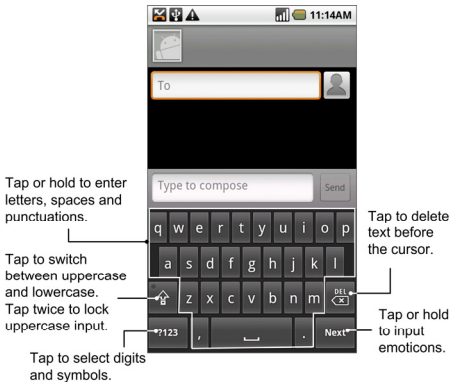 11:14AM
To
Type to compose
Send
Tap or hold to enter
letters, spaces and
punctuations.
q w e r t y u i o p
Tap to delete
text before
the cursor.
a s d f g h j k l
Tap to switch
between uppercase
and lowercase.
Tap twice to lock
uppercase input.
z x c v b n m DEL
?123 , . Next
Tap or hold
to input
emoticons.
Tap to select digits
and symbols.